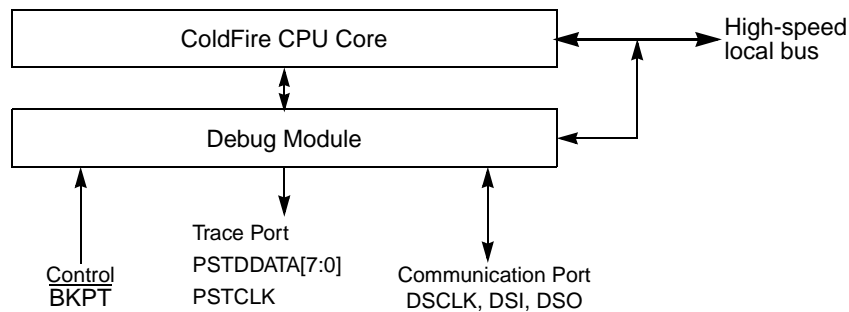 ColdFire CPU Core
High-speed
local bus
Debug Module
Trace Port
PSTDDATA[7:0]
PSTCLK
Control
BKPT
Communication Port
DSCLK, DSI, DSO